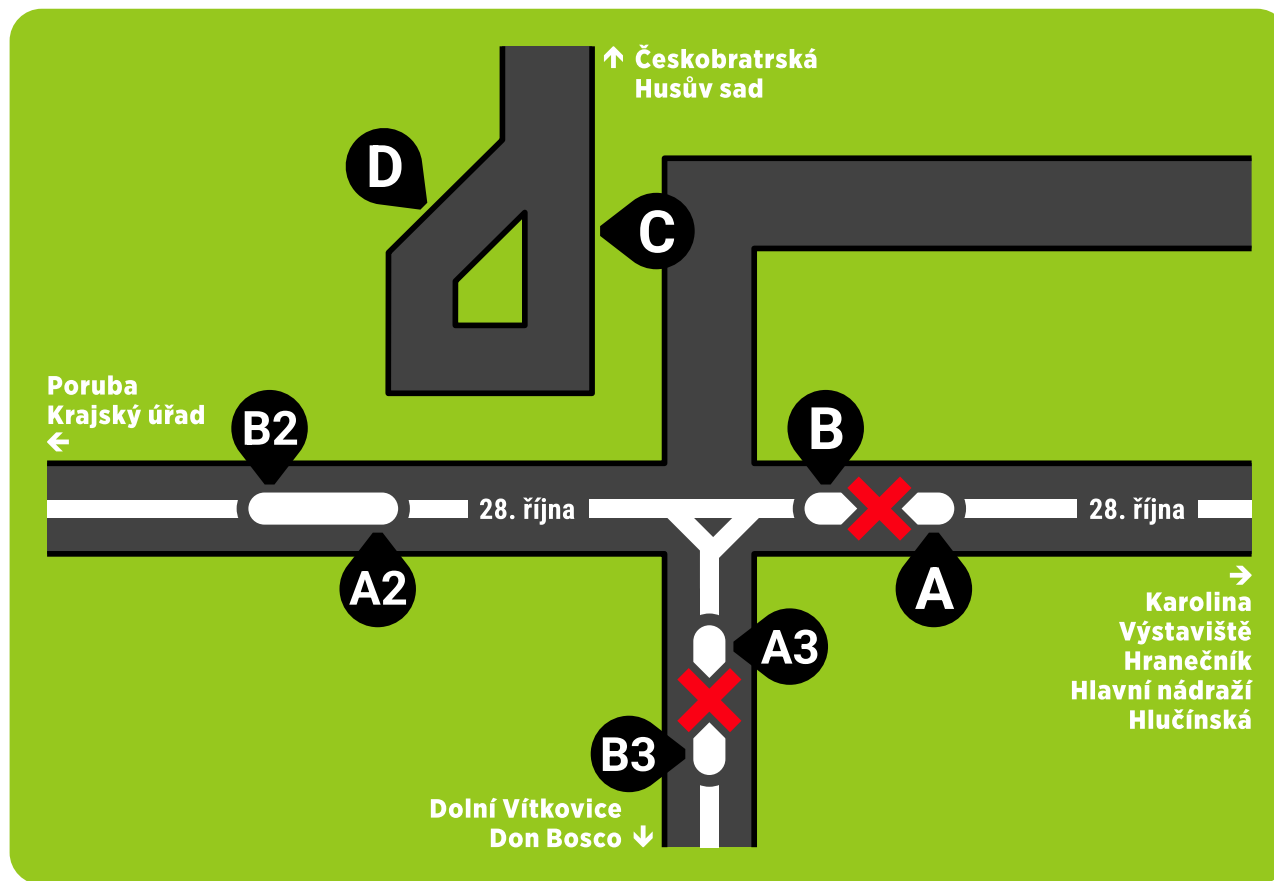 ↑ Českobratrská
Husův sad
D
C
Poruba
Krajský úřad
←
B2
B
28. října
28. října
A2
A
→
Karolina
Výstaviště
Hranečník
Hlavní nádraží
Hlučínská
A3
B3
Dolní Vítkovice
Don Bosco ↓